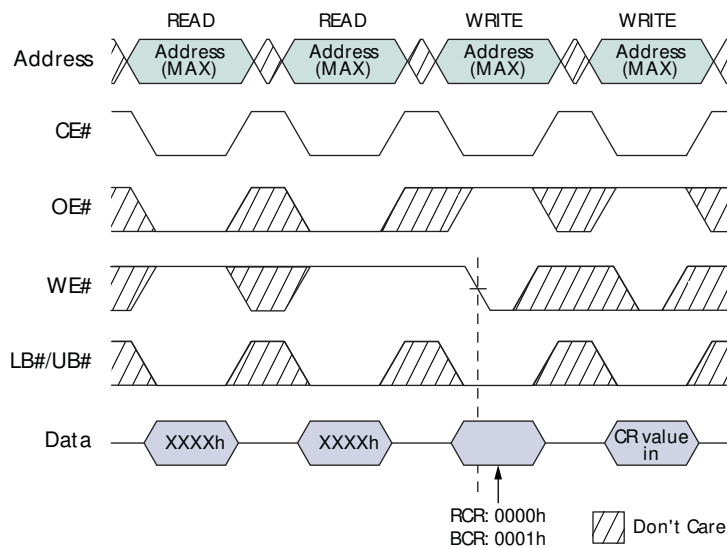 READ READ WRITE WRITE
Address Address (MAX) Address (MAX) Address (MAX) Address (MAX)
CE#
OE#
WE#
LB#/UB#
Data XXXXh XXXXh CR value in
RCR: 0000h
BCR: 0001h
Don't Care